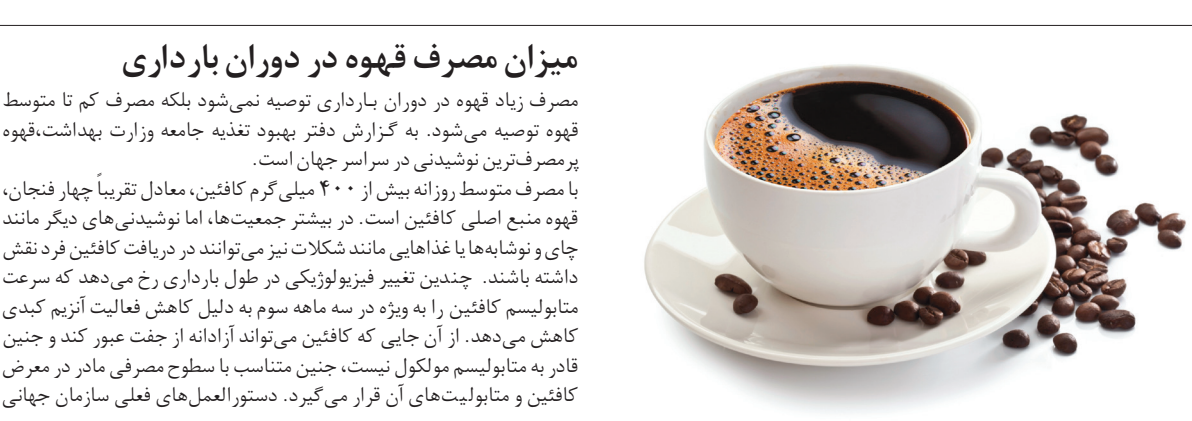 میزان مصرف قهوه در دوران بارداری
مصرف زیاد قهوه در دوران بـارداری توصیه نمی‌شود بلکه مصرف کم تا متوسط
قهوه توصیه می‌شود. به گـزارش دفتر بهبود تغذیه جامعه وزارت بهداشت،قهوه
پرمصرف‌ترین نوشیدنی در سراسر جهان است.
با مصرف متوسط روزانه بیش از ۴۰۰ میلی‌گرم کافئین، معادل تقریباً چهار فنجان،
قهوه منبع اصلی کافئین است. در بیشتر جمعیت‌ها، اما نوشیدنی‌های دیگر مانند
چای و نوشابه‌ها یا غذاهایی مانند شکلات نیز می‌توانند در دریافت کافئین فرد نقش
داشته باشند. چندین تغییر فیزیولوژیکی در طول بارداری رخ می‌دهد که سرعت
متابولیسم کافئین را به ویژه در سه ماهه سوم به دلیل کاهش فعالیت آنزیم کبدی
کاهش می‌دهد. از آن جایی که کافئین می‌تواند آزادانه از جفت عبور کند و جنین
قادر به متابولیسم مولکول نیست، جنین متناسب با سطوح مصرفی مادر در معرض
کافئین و متابولیت‌های آن قرار می‌گیرد. دستورالعمل‌های فعلی سازمان جهانی